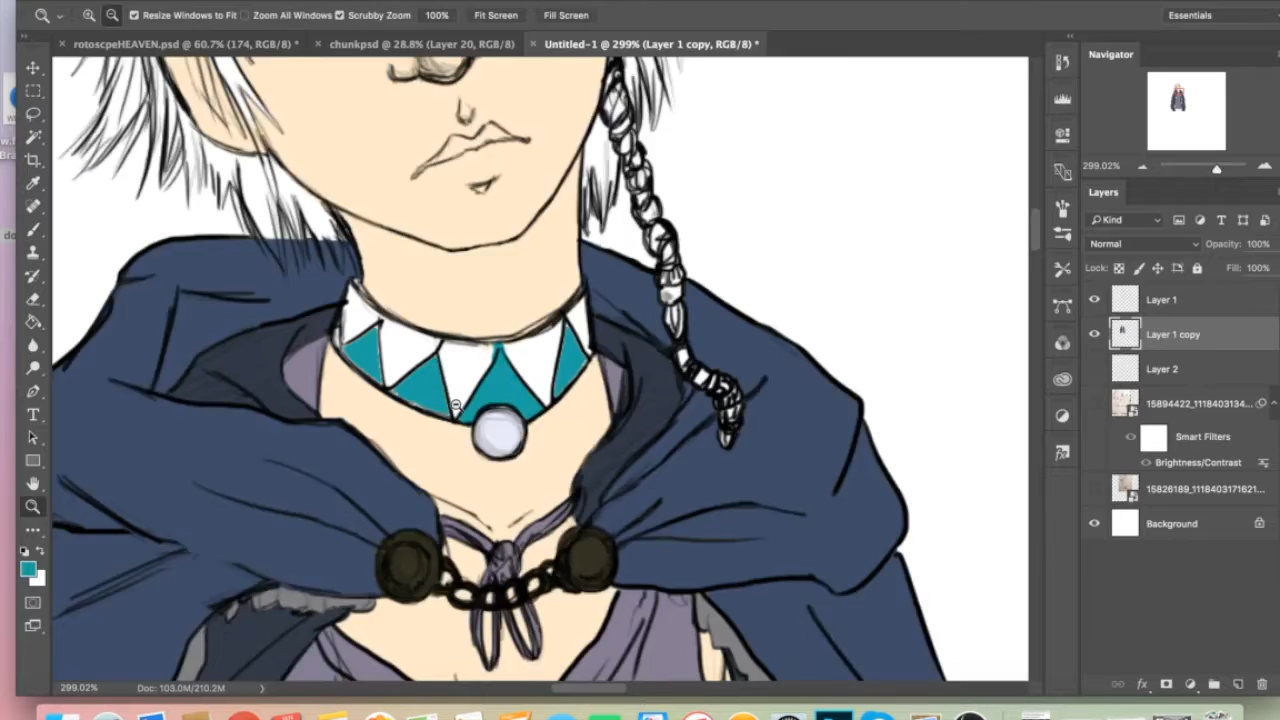 Resize Windows to Fit Zoom All Windows Scrubby Zoom 100% Fit Screen Fill Screen Essentials
rotoscpeHEAVEN.psd @ 60.7% (174, RGB/8) * chunkpsd @ 28.8% (Layer 20, RGB/8) Untitled-1 @ 299% (Layer 1 copy, RGB/8) *
Navigator
299.02%
Layers
Kind
Normal Opacity: 100%
Lock: Fill: 100%
Layer 1
Layer 1 copy
Layer 2
15894422_1118403134...
Smart Filters
Brightness/Contrast
15826189_1118403171621...
Background
299.02% Doc: 103.0M/210.2M